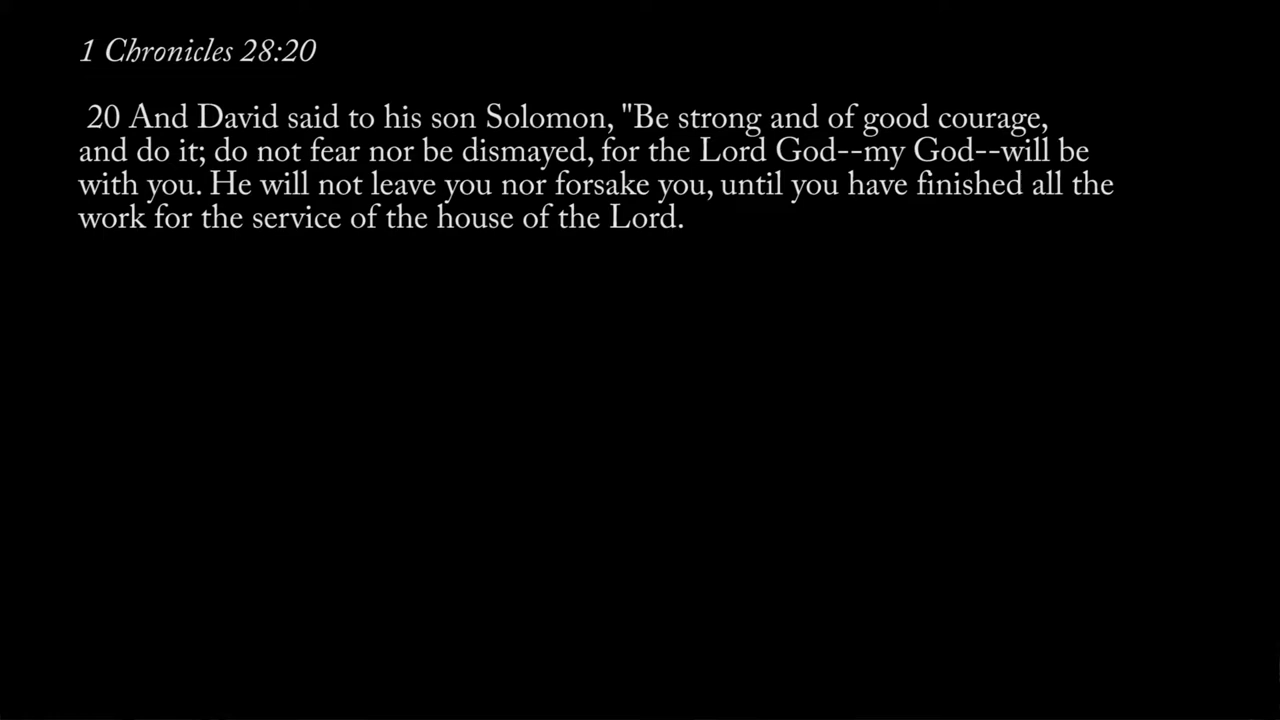 1 Chronicles 28:20
20 And David said to his son Solomon, "Be strong and of good courage,
and do it; do not fear nor be dismayed, for the Lord God--my God--will be
with you. He will not leave you nor forsake you, until you have finished all the
work for the service of the house of the Lord.